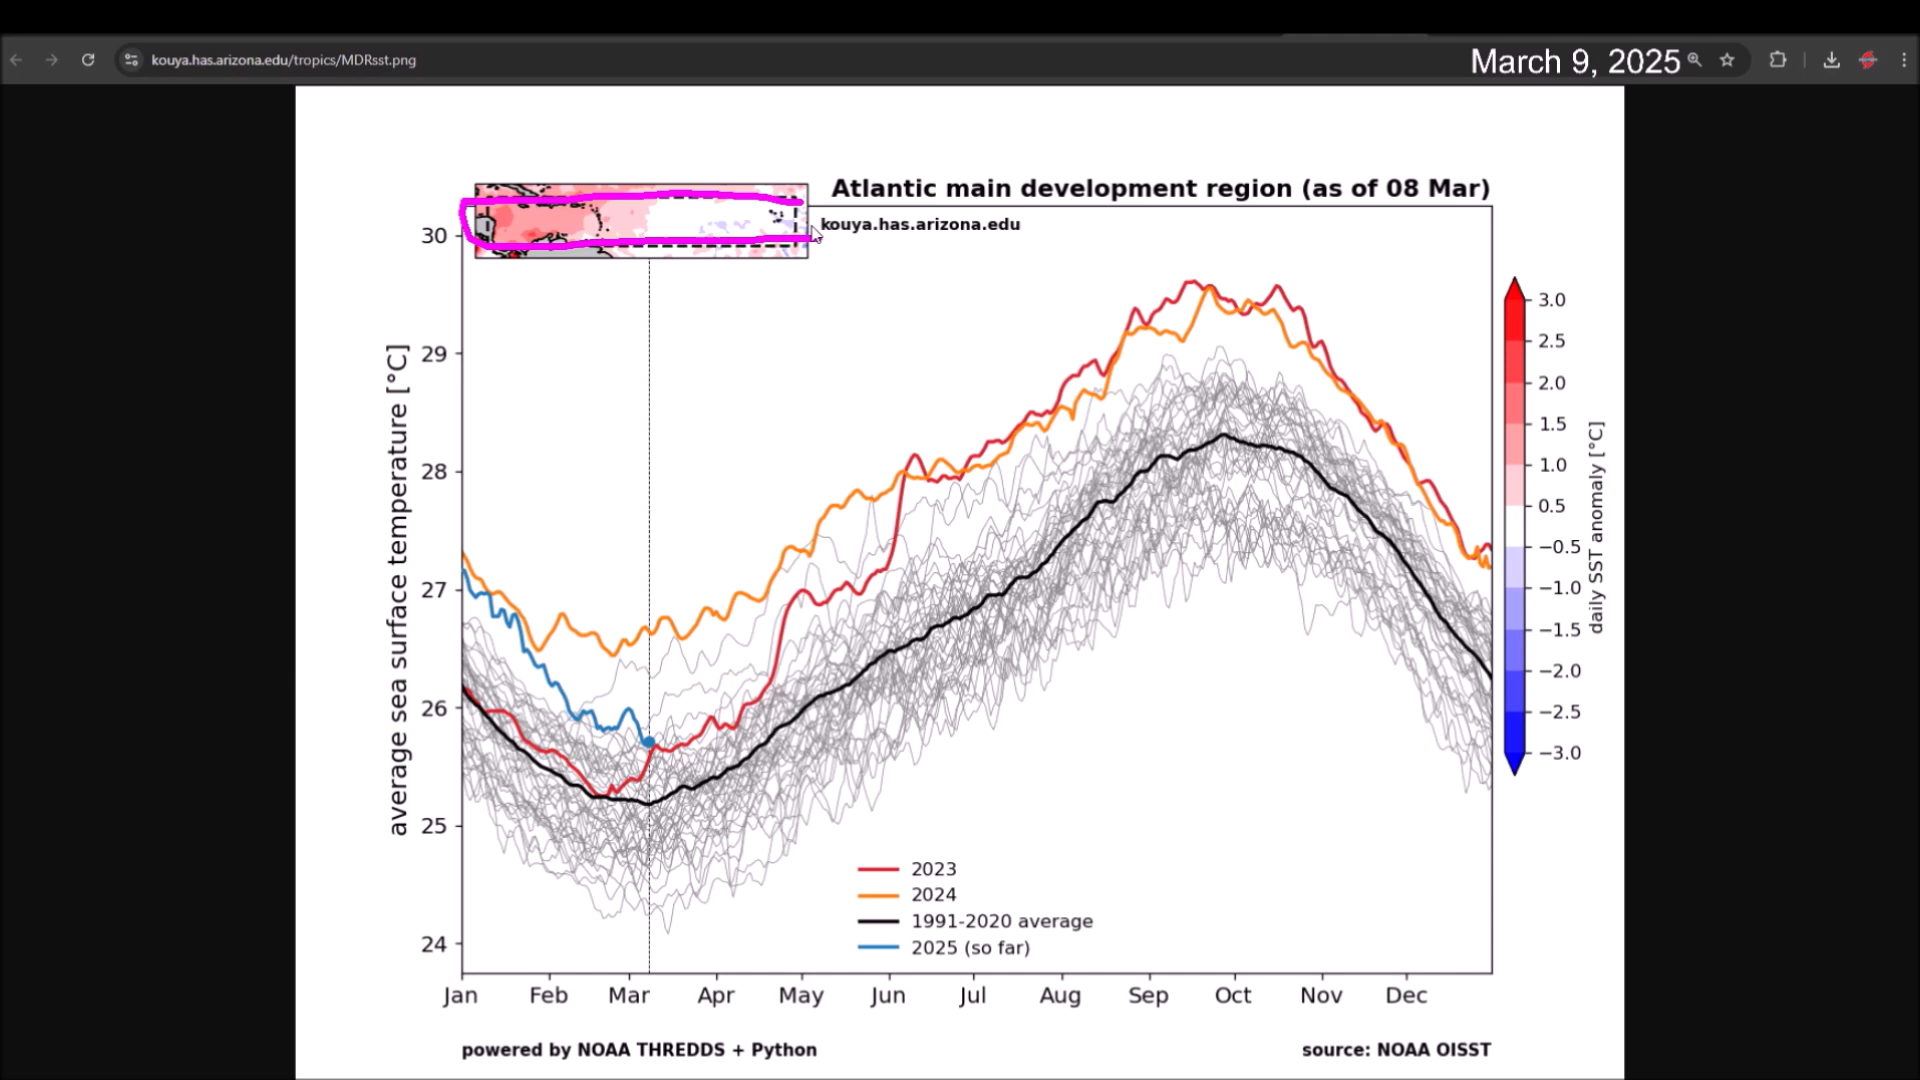 kouya.has.arizona.edu/tropics/MDRsst.png
March 9, 2025
Atlantic main development region (as of 08 Mar)
kouya.has.arizona.edu
average sea surface temperature [°C]
30
29
28
27
26
25
24
Jan Feb Mar Apr May Jun Jul Aug Sep Oct Nov Dec
2023
2024
1991-2020 average
2025 (so far)
3.0
2.5
2.0
1.5
1.0
0.5
−0.5
−1.0
−1.5
−2.0
−2.5
−3.0
daily SST anomaly [°C]
powered by NOAA THREDDS + Python
source: NOAA OISST